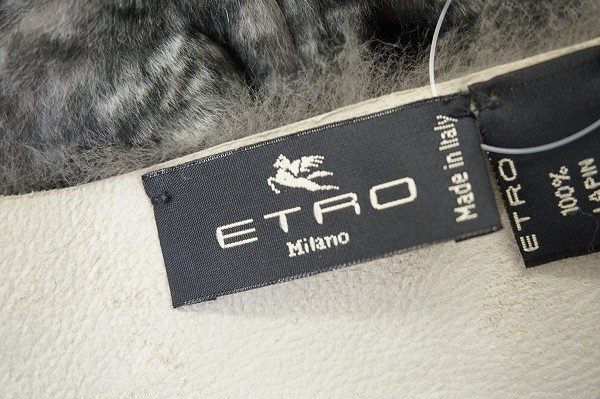 ETRO
Milano
Made in Italy
ETRO
100%
LAPIN